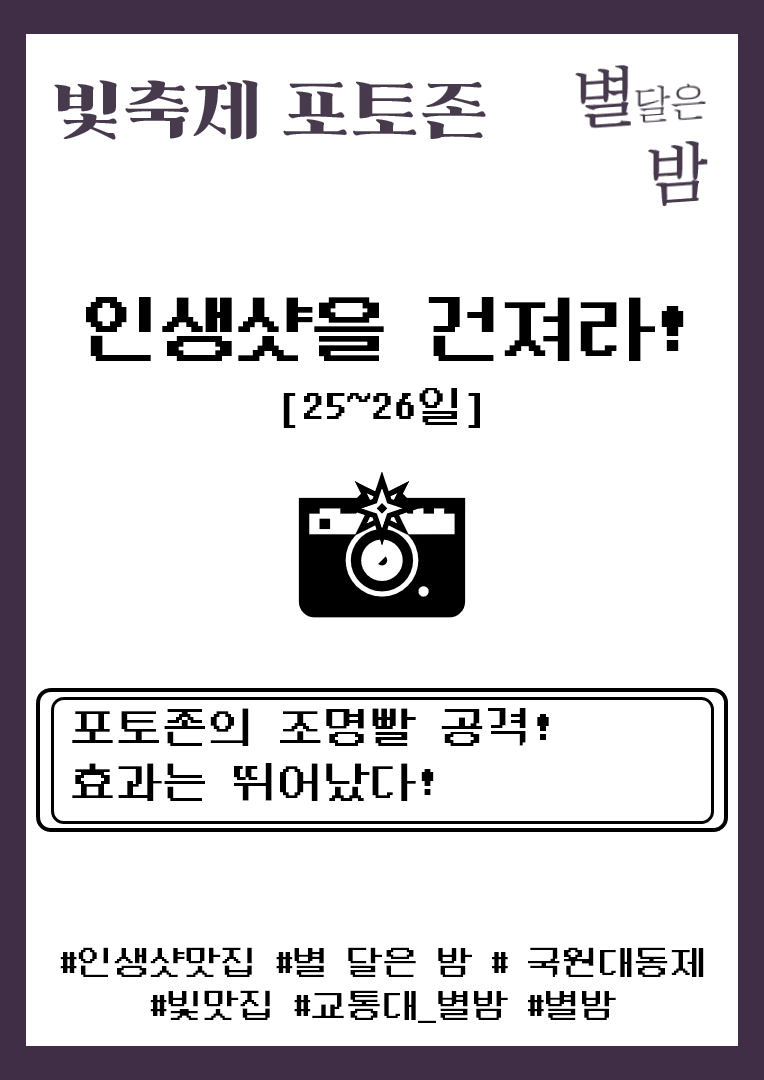 빛축제 포토존
별달은
밤
인생샷을 건져라!
[25~26일]
포토존의 조명빨 공격!
효과는 뛰어났다!
#인생샷맛집 #별 달은 밤 # 국원대동제
#빛맛집 #교통대_별밤 #별밤